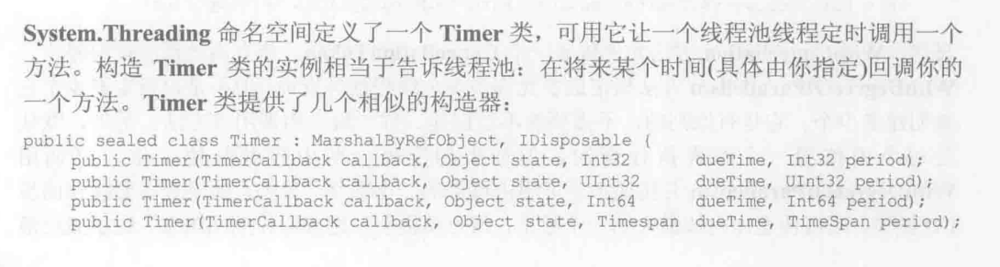 System.Threading 命名空间定义了一个 Timer 类，可用它让一个线程池线程定时调用一个
方法。构造 Timer 类的实例相当于告诉线程池：在将来某个时间(具体由你指定)回调你的
一个方法。Timer 类提供了几个相似的构造器：
public sealed class Timer : MarshalByRefObject, IDisposable {
    public Timer(TimerCallback callback, Object state, Int32    dueTime, Int32 period);
    public Timer(TimerCallback callback, Object state, UInt32   dueTime, UInt32 period);
    public Timer(TimerCallback callback, Object state, Int64    dueTime, Int64 period);
    public Timer(TimerCallback callback, Object state, Timespan dueTime, TimeSpan period);